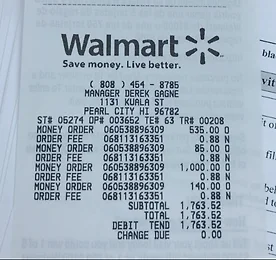 Walmart
Save money. Live better.
( 808 ) 454 - 8785
MANAGER DEREK GAGNE
1131 KUALA ST
PEARL CITY HI 96782
ST# 05274 OP# 003652 TE# 63 TR# 00208
MONEY ORDER 060538896309 535.00 O
ORDER FEE 068113163351 0.88 N
MONEY ORDER 060538896309 85.00 O
ORDER FEE 068113163351 0.88 N
MONEY ORDER 060538896309 1,000.00 O
ORDER FEE 068113163351 0.88 N
MONEY ORDER 060538896309 140.00 O
ORDER FEE 068113163351 0.88 N
SUBTOTAL 1,763.52
TOTAL 1,763.52
DEBIT TEND 1,763.52
CHANGE DUE 0.00